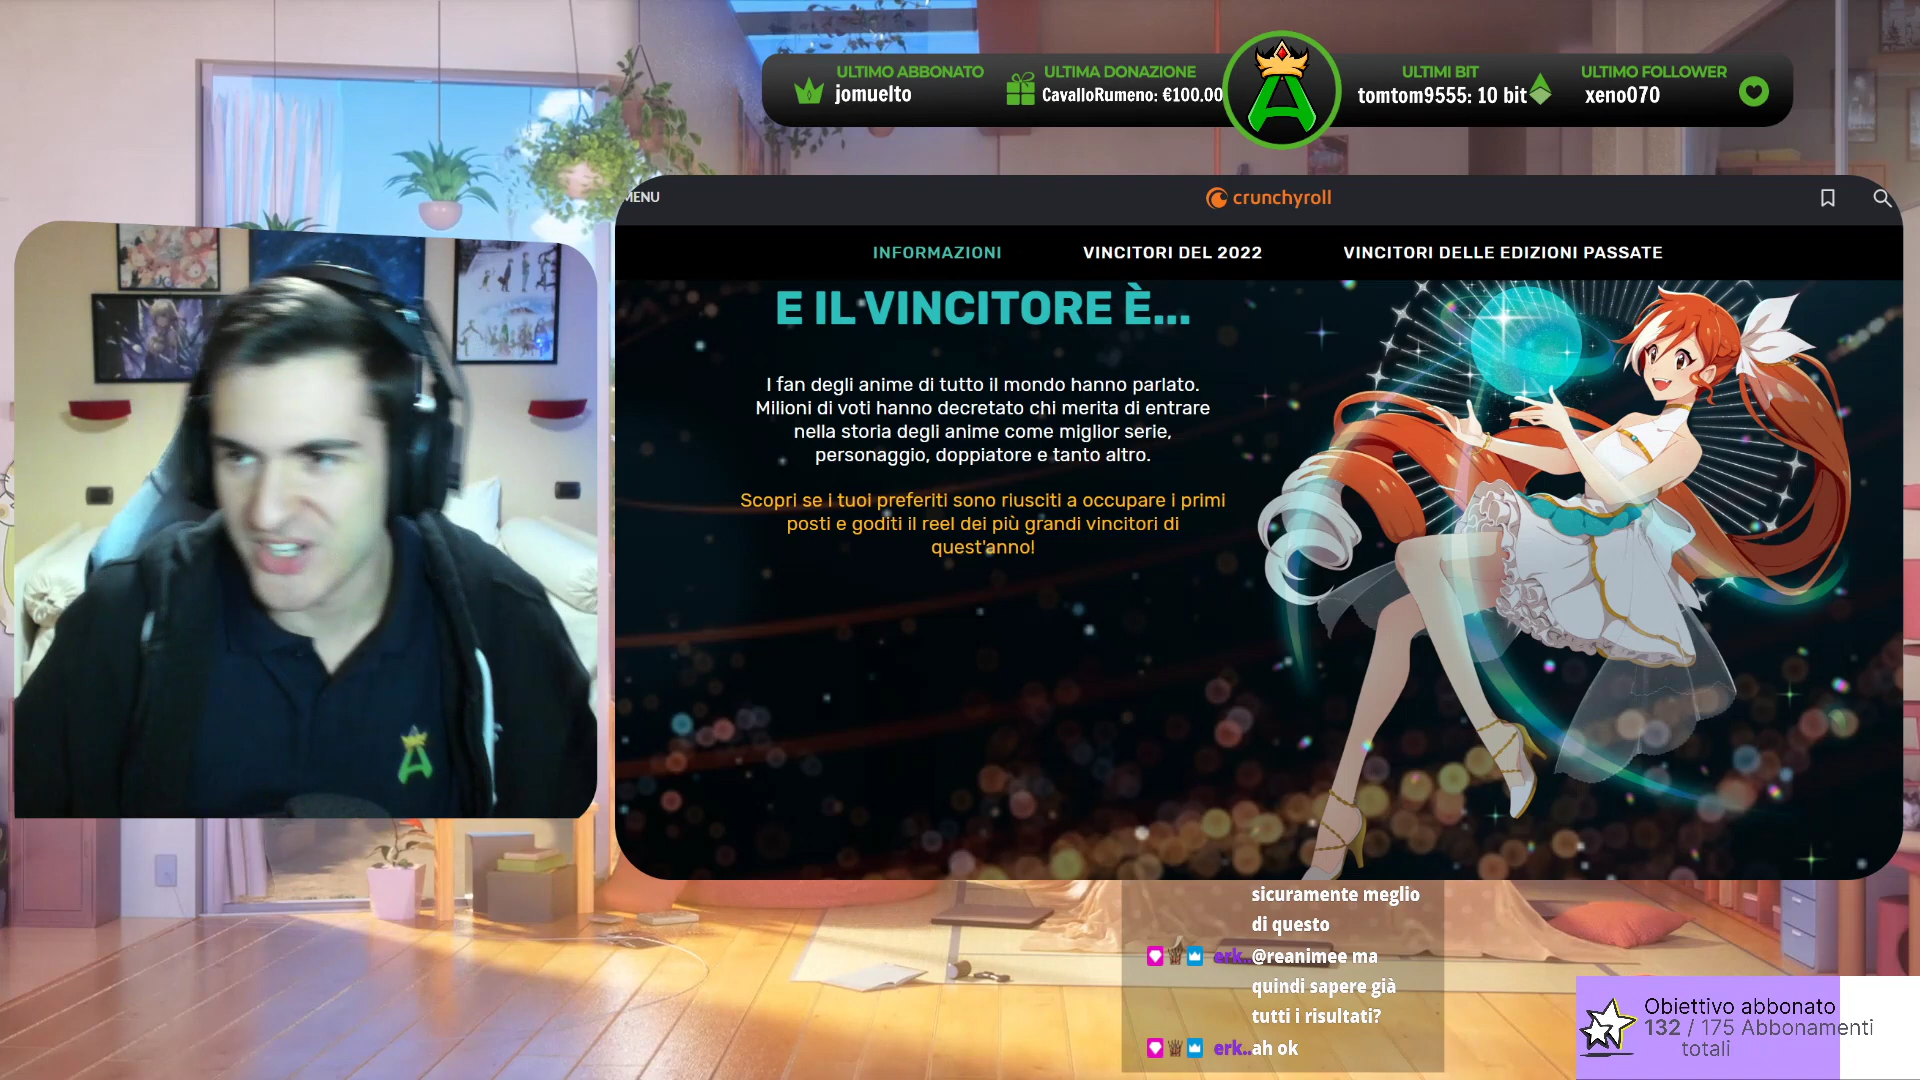 ULTIMO ABBONATO
jomuelto
ULTIMA DONAZIONE
CavalloRumeno: €100.00
A
ULTIMI BIT
tomtom9555: 10 bit
ULTIMO FOLLOWER
xeno070
MENU
crunchyroll
INFORMAZIONI
VINCITORI DEL 2022
VINCITORI DELLE EDIZIONI PASSATE
E IL VINCITORE È...
I fan degli anime di tutto il mondo hanno parlato.
Milioni di voti hanno decretato chi merita di entrare
nella storia degli anime come miglior serie,
personaggio, doppiatore e tanto altro.
Scopri se i tuoi preferiti sono riusciti a occupare i primi
posti e goditi il reel dei più grandi vincitori di
quest'anno!
A
sicuramente meglio
di questo
erk..@reanimee ma
quindi sapere già
tutti i risultati?
erk..ah ok
Obiettivo abbonato
132 / 175 Abbonamenti
totali